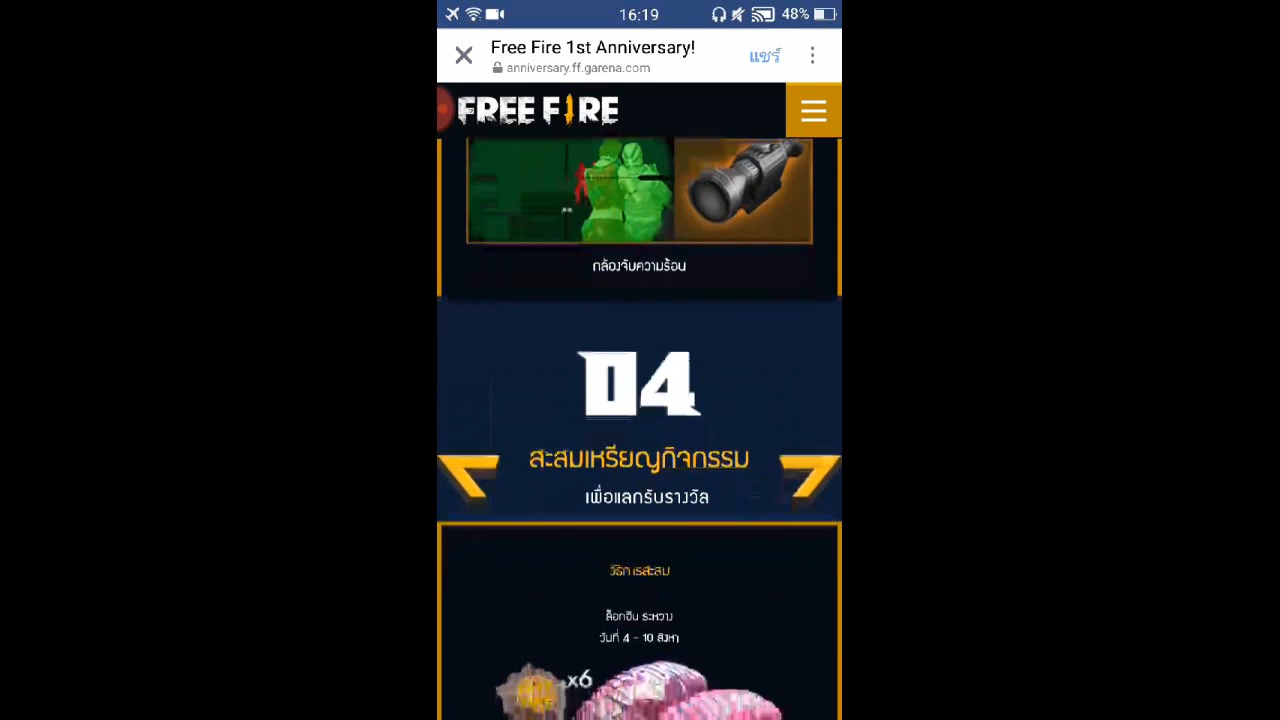 16:19
48%
Free Fire 1st Anniversary!
anniversary.ff.garena.com
แชร์
FREE FIRE
กล้องจับความร้อน
04
สะสมเหรียญกิจกรรม
เพื่อแลกรับรางวัล
วิธีการสะสม
ล็อกอิน ระหว่าง
วันที่ 4 - 10 สิงหา
x6